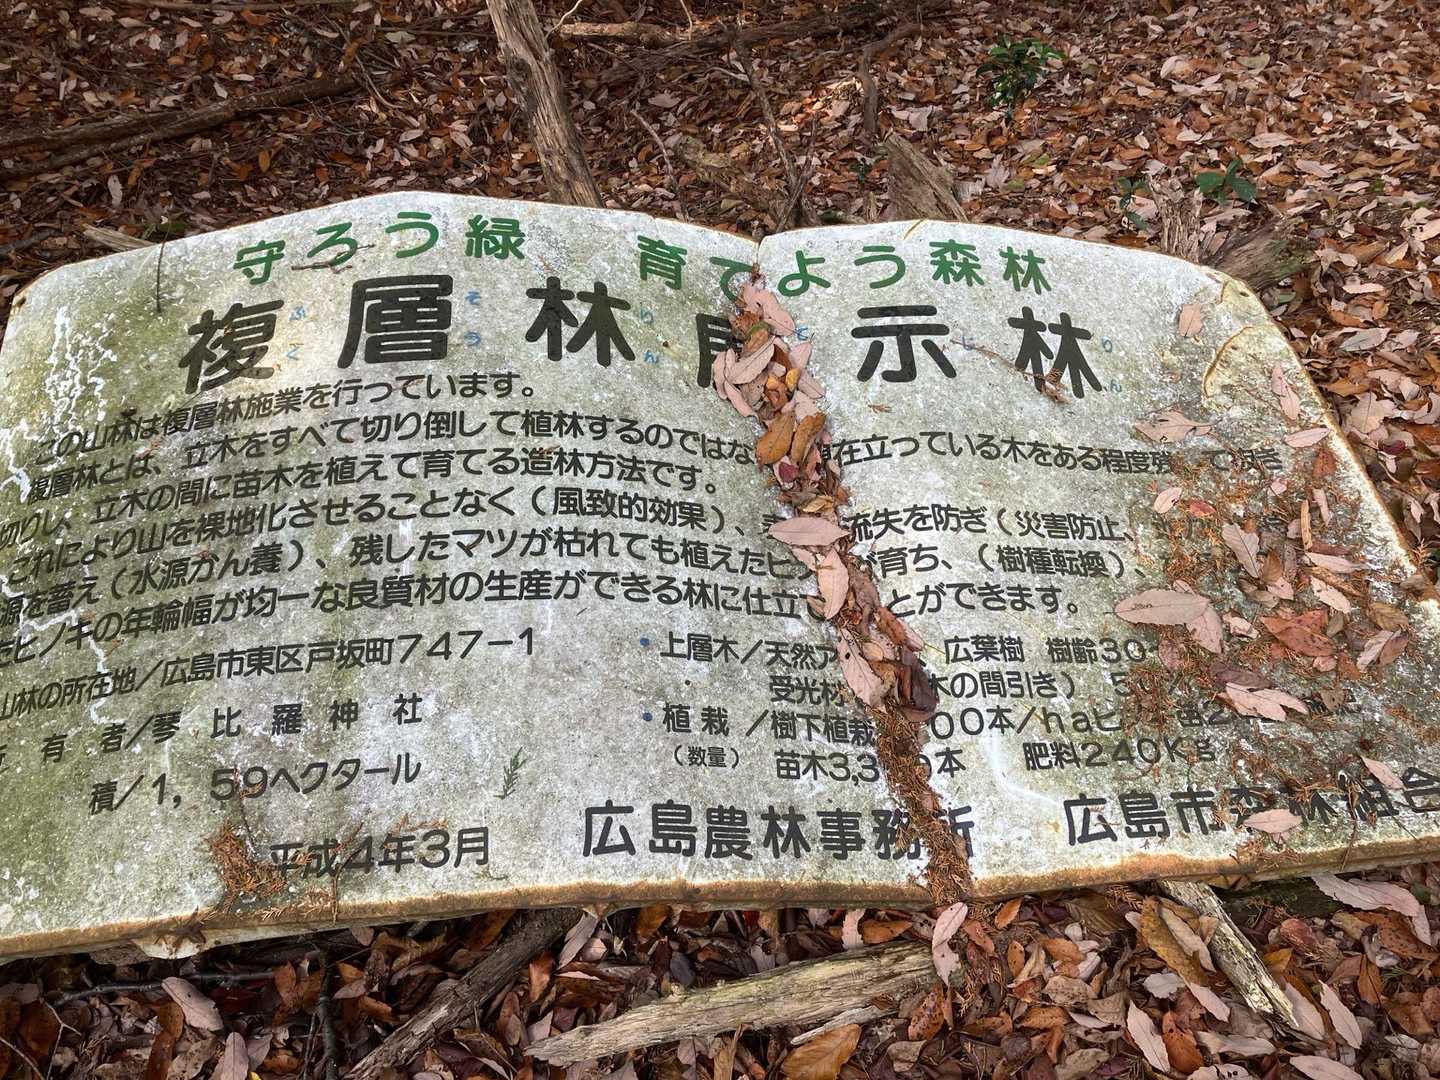 守ろう緑 育てよう森林
複層林 示林
ふく そう りん じ りん
この山林は複層林施業を行っています。
複層林とは、立木をすべて切り倒して植林するのではな 在立っている木をある程度
切りし、立木の間に苗木を植えて育てる造林方法です。
これにより山を裸地化させることなく(風致的効果)、 流失を防ぎ(災害防止、
源を蓄え(水源かん養)、残したマツが枯れても植えたヒ が育ち、(樹種転換)、
たヒノキの年輪幅が均一な良質材の生産ができる林に仕立 とができます。
山林の所在地/広島市東区戸坂町747-1
有 者/琴 比 羅 神 社
積/1,59ヘクタール
・上層木/天然ア 広葉樹 樹齢30
受光 木の間引き)
・植 栽/樹下植栽 00本/haヒ
(数量) 苗木3,3 本 肥料240Kg
平成4年3月 広島農林事務所 広島市森林組合